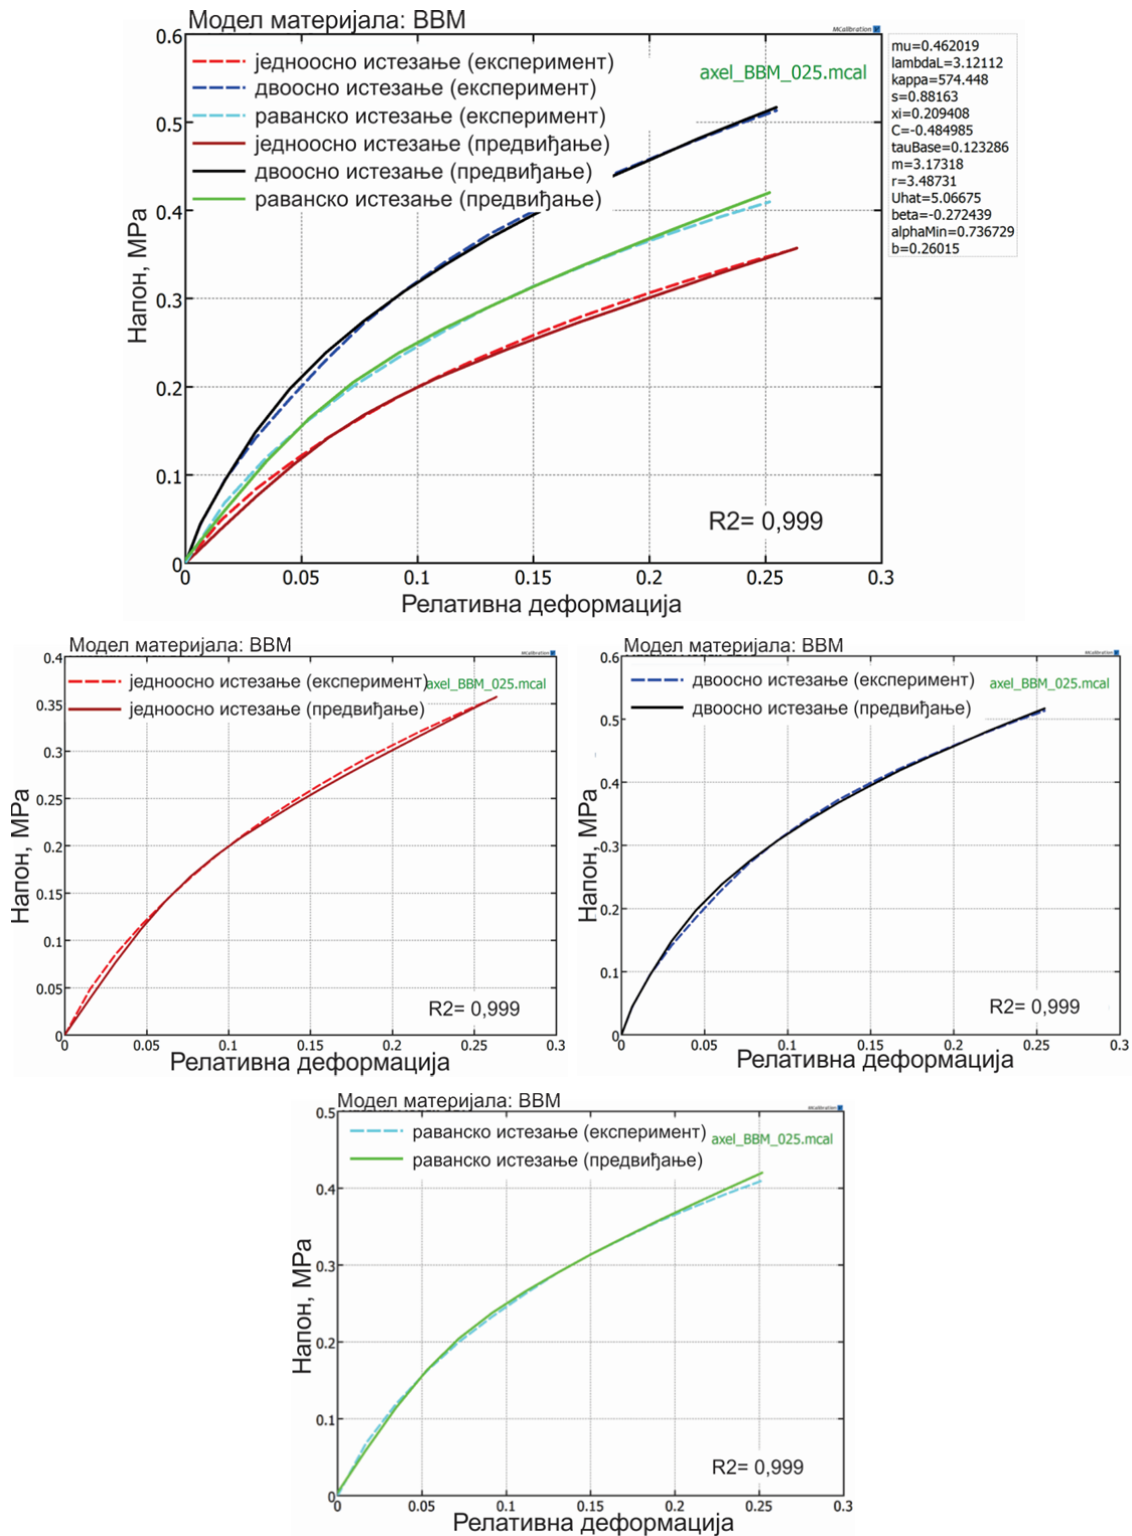 Модел материјала: BBM
MCalibration
0.6
0.5
0.4
0.3
0.2
0.1
0
Напон, MPa
једноосно истезање (експеримент)
двоосно истезање (експеримент)
раванско истезање (експеримент)
једноосно истезање (предвиђање)
двоосно истезање (предвиђање)
раванско истезање (предвиђање)
axel_BBM_025.mcal
mu=0.462019
lambdaL=3.12112
kappa=574.448
s=0.88163
xi=0.209408
C=-0.484985
tauBase=0.123286
m=3.17318
r=3.48731
Uhat=5.06675
beta=-0.272439
alphaMin=0.736729
b=0.26015
R2= 0,999
0 0.05 0.1 0.15 0.2 0.25 0.3
Релативна деформација
Модел материјала: BBM
MCalibration
0.4
0.35
0.3
0.25
0.2
0.15
0.1
0.05
0
Напон, MPa
једноосно истезање (експеримент)
axel_BBM_025.mcal
једноосно истезање (предвиђање)
R2= 0,999
0 0.05 0.1 0.15 0.2 0.25 0.3
Релативна деформација
Модел материјала: BBM
MCalibration
0.6
0.5
0.4
0.3
0.2
0.1
0
Напон, MPa
двоосно истезање (експеримент)
axel_BBM_025.mcal
двоосно истезање (предвиђање)
R2= 0,999
0 0.05 0.1 0.15 0.2 0.25 0.3
Релативна деформација
Модел материјала: BBM
MCalibration
0.5
0.4
0.3
0.2
0.1
0
Напон, MPa
раванско истезање (експеримент)
axel_BBM_025.mcal
раванско истезање (предвиђање)
R2= 0,999
0 0.05 0.1 0.15 0.2 0.25 0.3
Релативна деформација